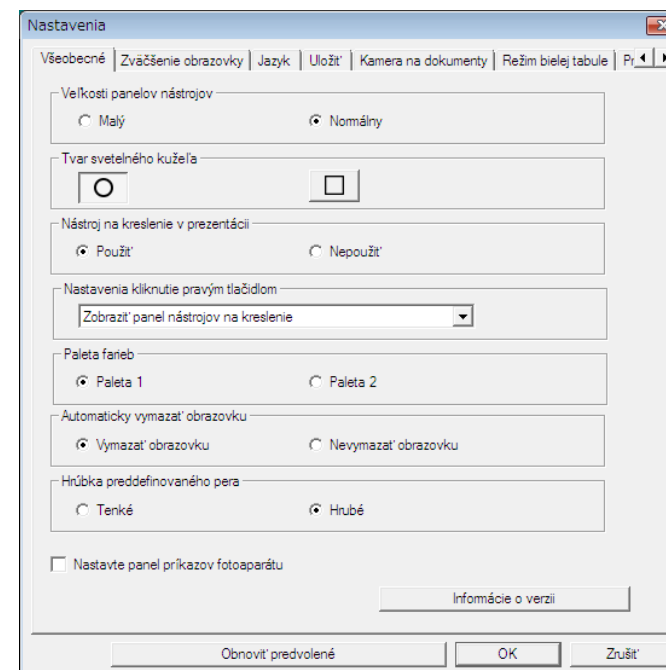 Nastavenia
Všeobecné Zväčšenie obrazovky Jazyk Uložiť Kamera na dokumenty Režim bielej tabule
Veľkosti panelov nástrojov
Malý Normálny
Tvar svetelného kužeľa
Nástroj na kreslenie v prezentácii
Použiť Nepoužiť
Nastavenia kliknutie pravým tlačidlom
Zobraziť panel nástrojov na kreslenie
Paleta farieb
Paleta 1 Paleta 2
Automaticky vymazať obrazovku
Vymazať obrazovku Nevymazať obrazovku
Hrúbka preddefinovaného pera
Tenké Hrubé
Nastavte panel príkazov fotoaparátu
Informácie o verzii
Obnoviť predvolené OK Zrušiť